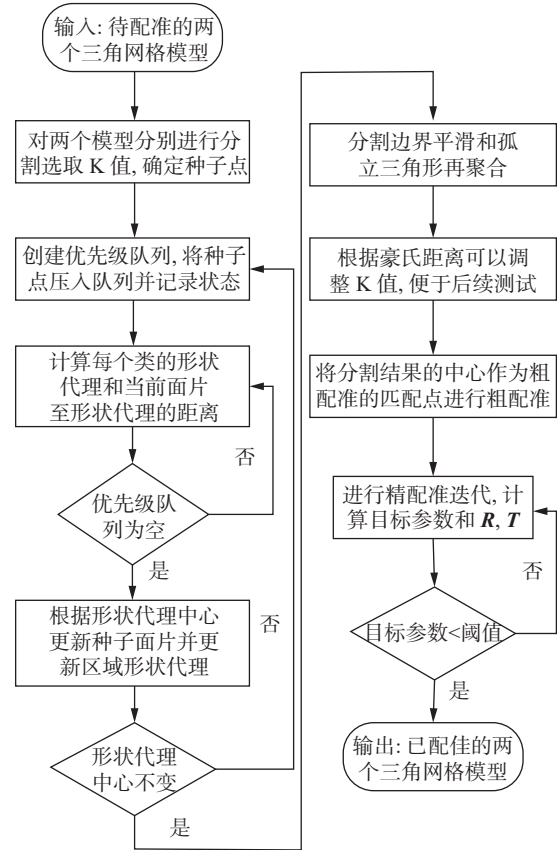 输入: 待配准的两
个三角网格模型
对两个模型分别进行分
割选取 K 值, 确定种子点
创建优先级队列, 将种子
点压入队列并记录状态
计算每个类的形状
代理和当前面片
至形状代理的距离
否
优先级队
列为空
是
根据形状代理中心
更新种子面片并更
新区域形状代理
否
形状代理
中心不变
是
分割边界平滑和孤
立三角形再聚合
根据豪氏距离可以调
整 K 值, 便于后续测试
将分割结果的中心作为粗
配准的匹配点进行粗配准
进行精配准迭代, 计
算目标参数和 R, T
否
目标参数<阈值
是
输出: 已配佳的两
个三角网格模型